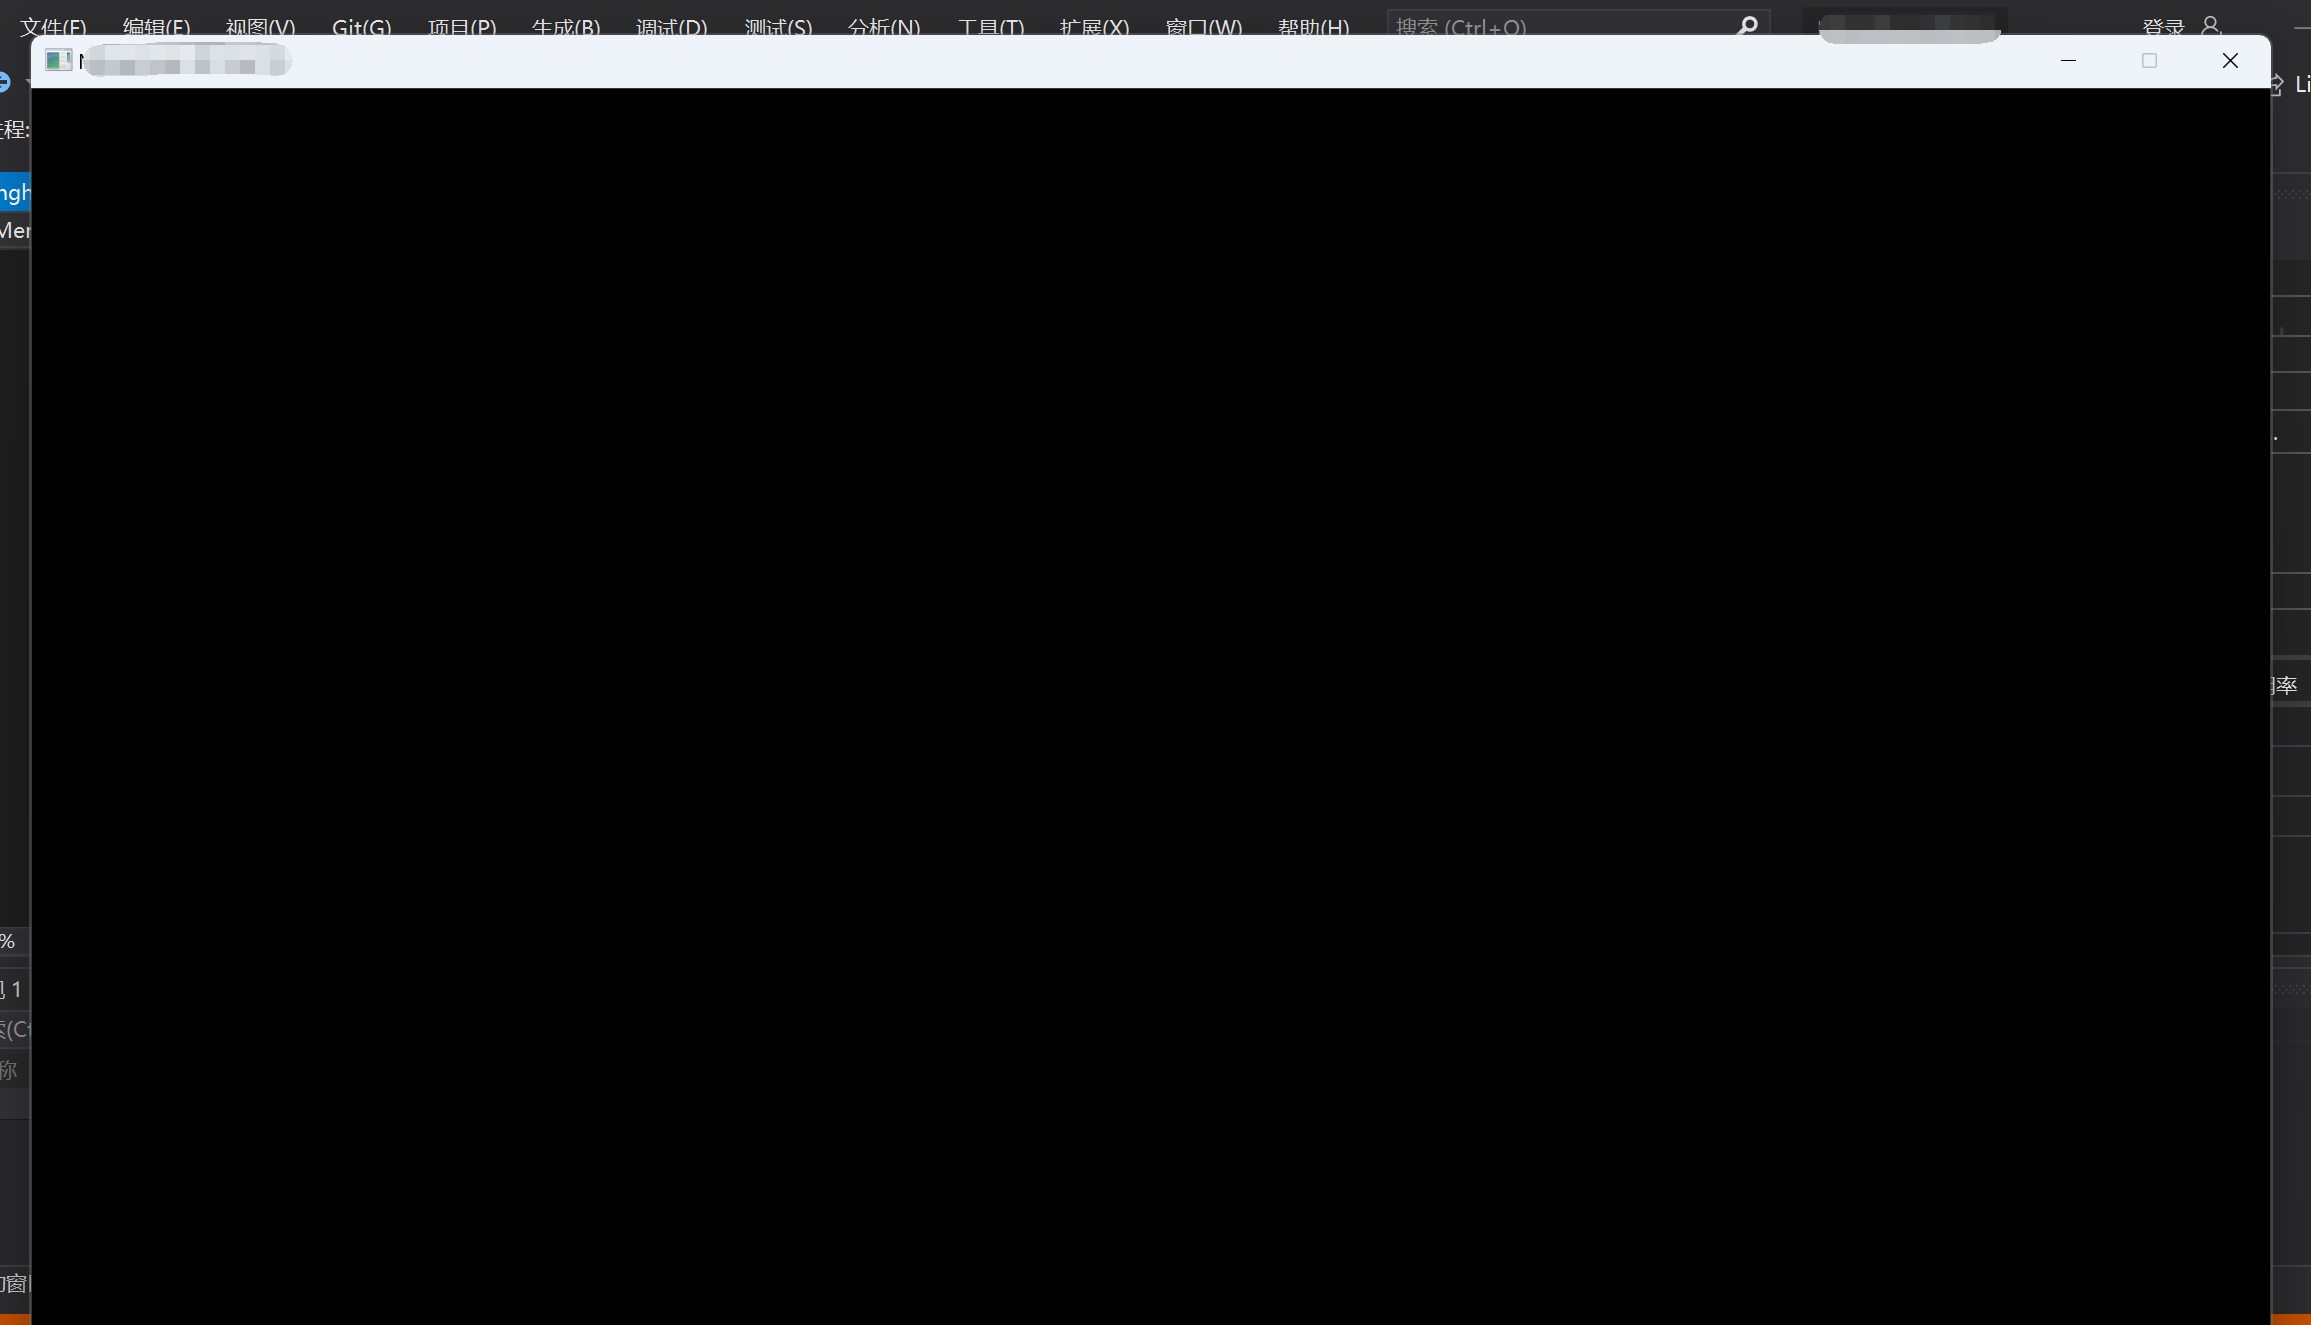 文件(F) 编辑(E) 视图(V) Git(G) 项目(P) 生成(B) 调试(D) 测试(S) 分析(N) 工具(T) 扩展(X) 窗口(W) 帮助(H) 搜索 (Ctrl+Q) 登录
Li
程:
ngh
Mer
率
%
1
(Ct
称
窗